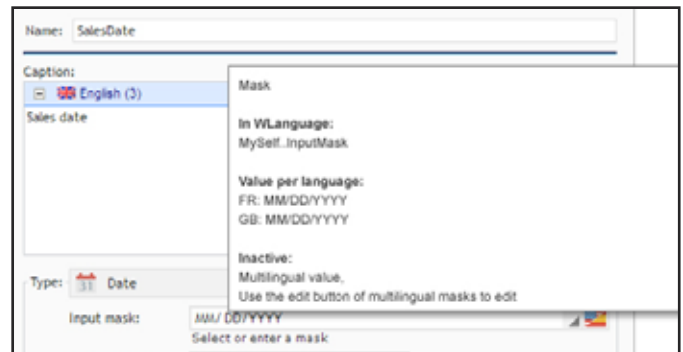 Name: SalesDate
Caption:
English (3)
Sales date
Mask
In WLanguage:
MySelf..InputMask
Value per language:
FR: MM/DD/YYYY
GB: MM/DD/YYYY
Inactive:
Multilingual value,
Use the edit button of multilingual masks to edit
Type: 31 Date
Input mask: MM/DD/YYYY
Select or enter a mask